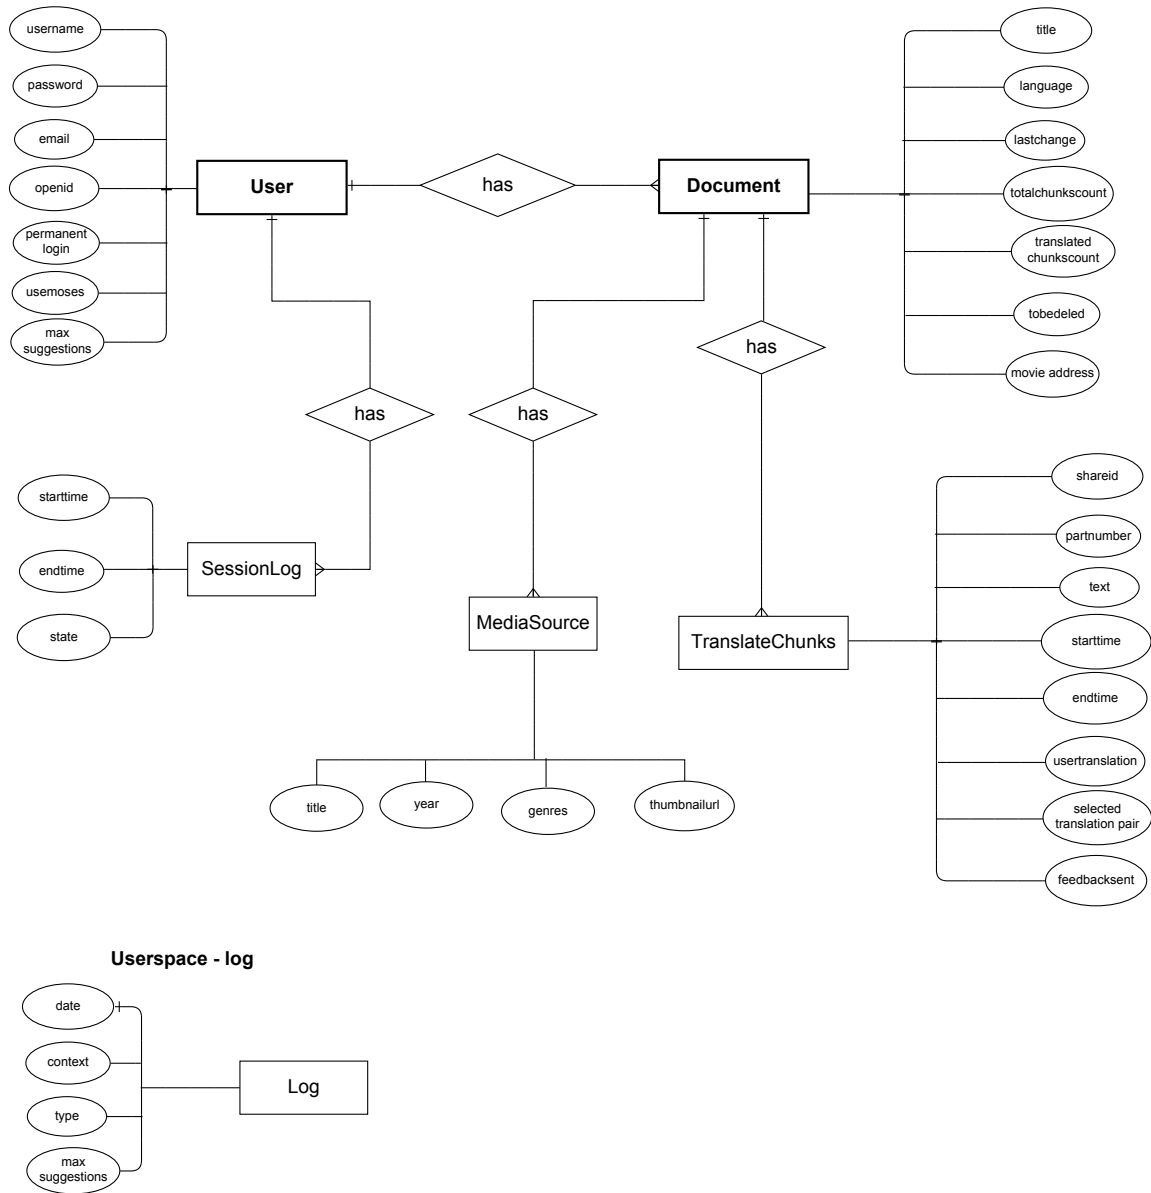 username
password
email
openid
permanent
login
usemoses
max
suggestions
User
has
Document
title
language
lastchange
totalchunkscount
translated
chunkscount
tobedeled
movie address
has
has
has
starttime
endtime
state
SessionLog
MediaSource
TranslateChunks
shareid
partnumber
text
starttime
endtime
usertranslation
selected
translation pair
feedbacksent
title
year
genres
thumbnailurl
Userspace - log
date
context
type
max
suggestions
Log